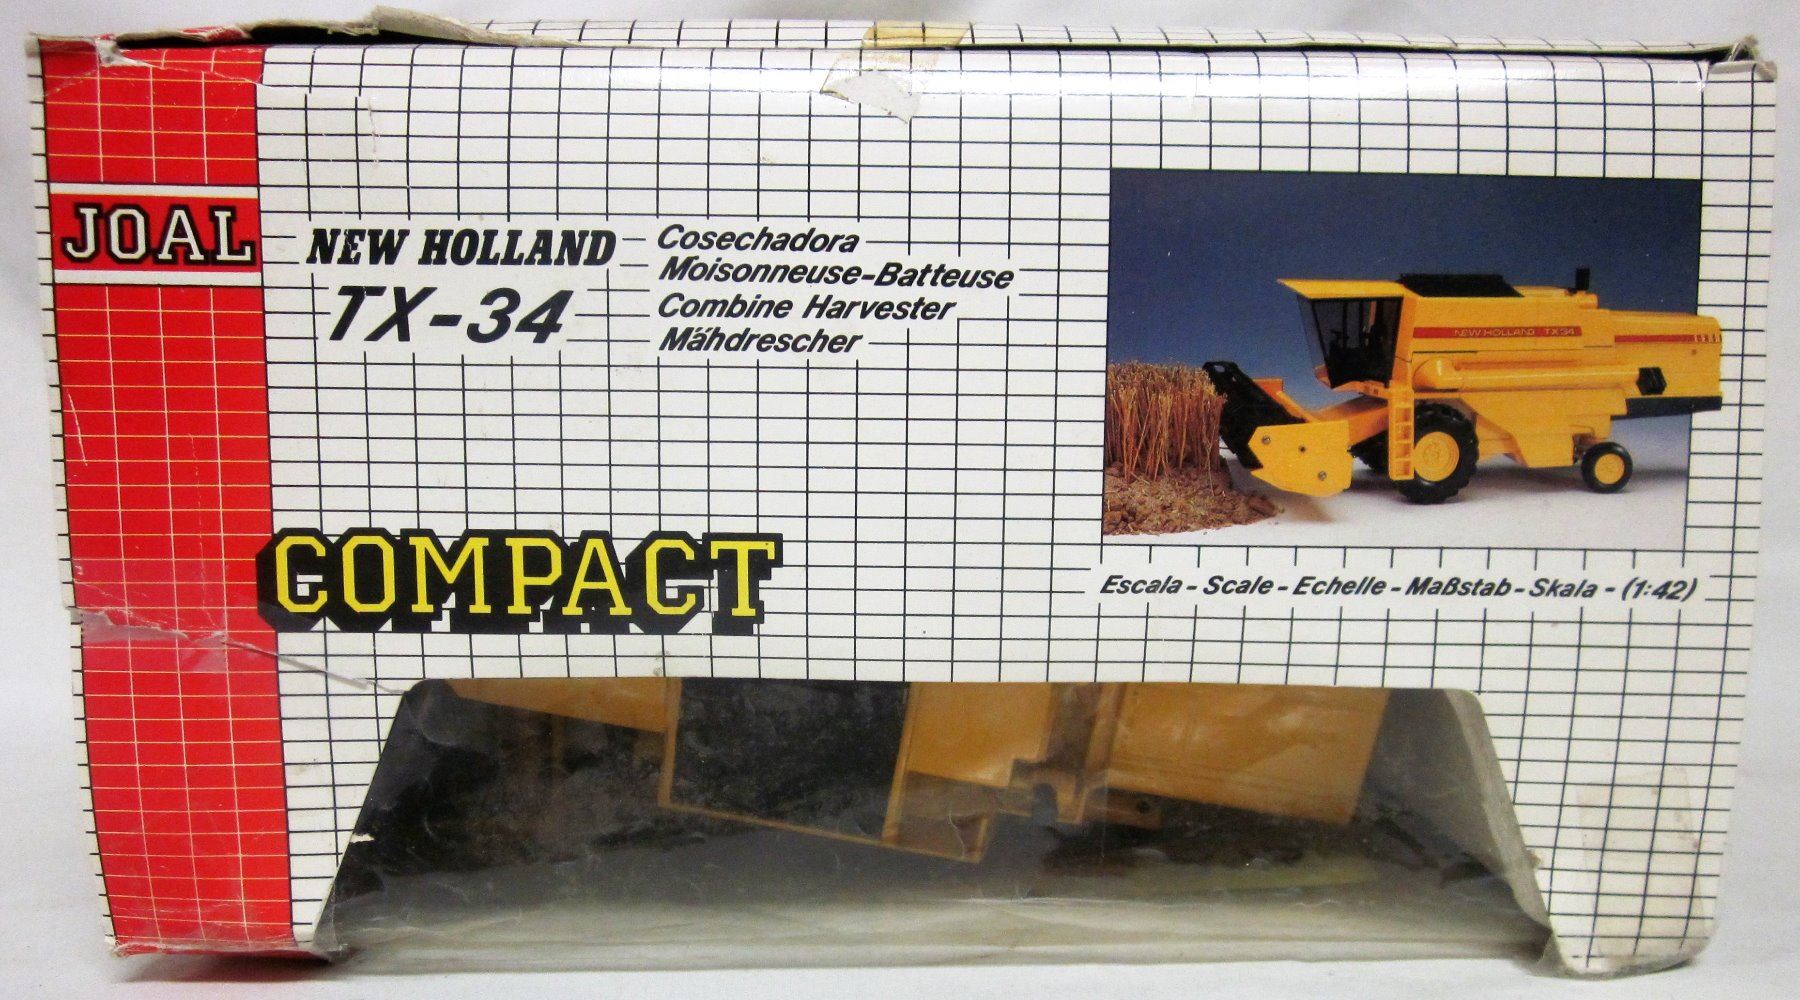 JOAL
NEW HOLLAND
TX-34
Cosechadora
Moisonneuse-Batteuse
Combine Harvester
Mähdrescher
NEW HOLLAND TX34
COMPACT
Escala - Scale - Echelle - Maßstab - Skala - (1:42)